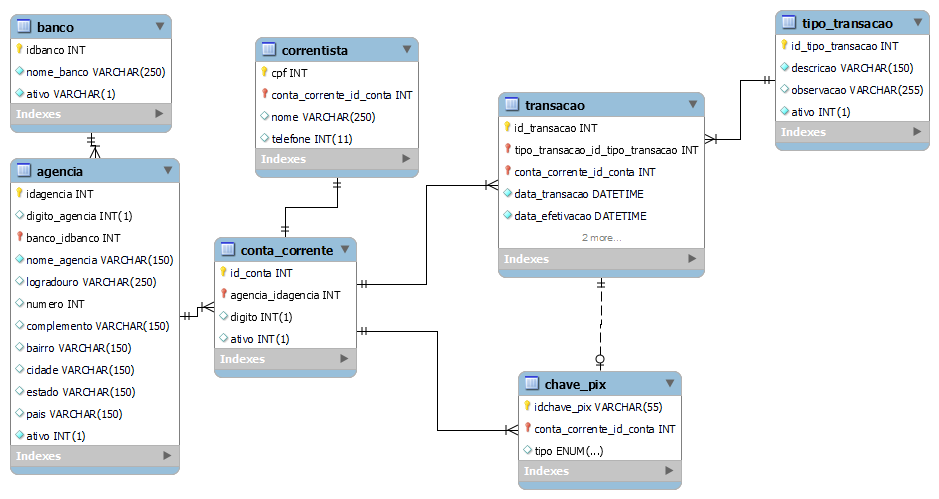 banco
idbanco INT
nome_banco VARCHAR(250)
ativo VARCHAR(1)
Indexes
agencia
idagencia INT
digito_agencia INT(1)
banco_idbanco INT
nome_agencia VARCHAR(150)
logradouro VARCHAR(250)
numero INT
complemento VARCHAR(150)
bairro VARCHAR(150)
cidade VARCHAR(150)
estado VARCHAR(150)
pais VARCHAR(150)
ativo INT(1)
Indexes
correntista
cpf INT
conta_corrente_id_conta INT
nome VARCHAR(250)
telefone INT(11)
Indexes
conta_corrente
id_conta INT
agencia_idagencia INT
digito INT(1)
ativo INT(1)
Indexes
transacao
id_transacao INT
tipo_transacao_id_tipo_transacao INT
conta_corrente_id_conta INT
data_transacao DATETIME
data_efetivacao DATETIME
2 more...
Indexes
chave_pix
idchave_pix VARCHAR(55)
conta_corrente_id_conta INT
tipo ENUM(...)
Indexes
tipo_transacao
id_tipo_transacao INT
descricao VARCHAR(150)
observacao VARCHAR(255)
ativo INT(1)
Indexes